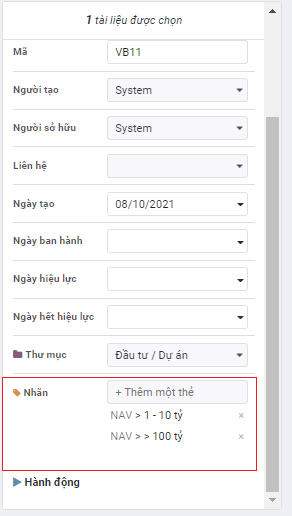 1 tài liệu được chọn
Mã VB11
Người tạo System
Người sở hữu System
Liên hệ
Ngày tạo 08/10/2021
Ngày ban hành
Ngày hiệu lực
Ngày hết hiệu lực
Thư mục Đầu tư / Dự án
Nhãn + Thêm một thẻ
NAV > 1 - 10 tỷ ×
NAV > > 100 tỷ ×
Hành động